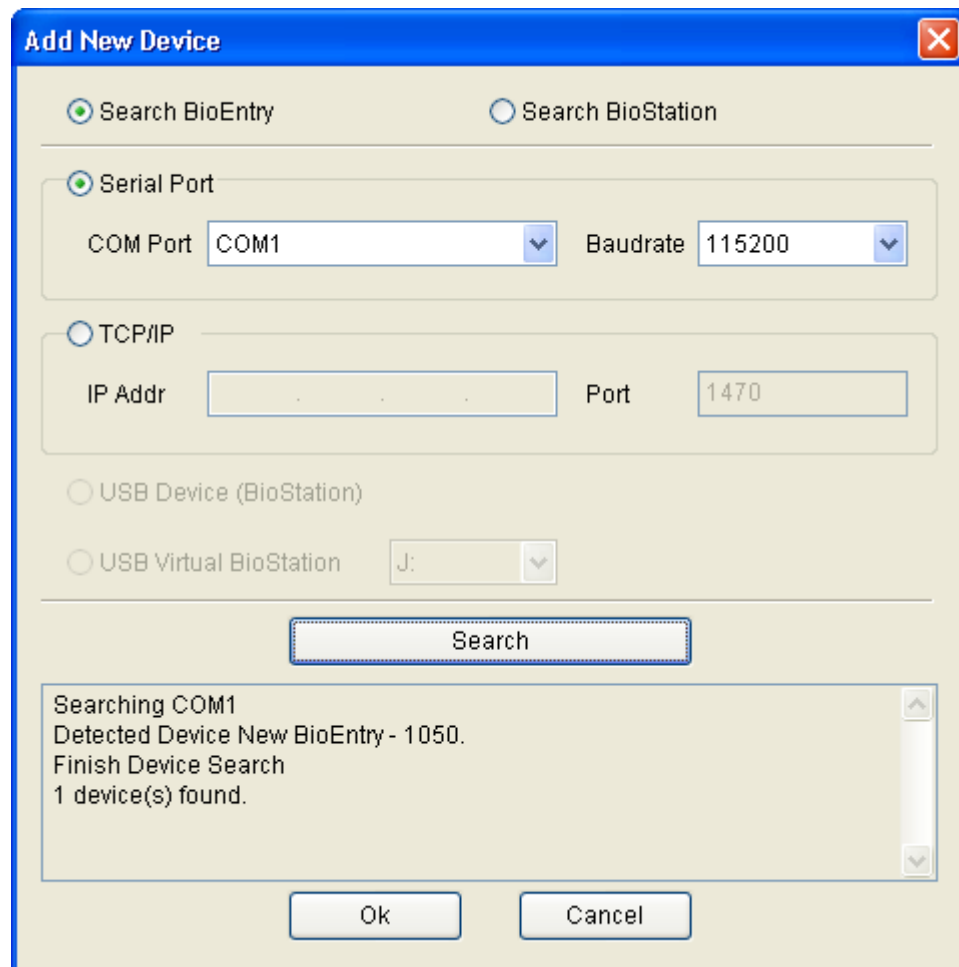 Add New Device
Search BioEntry Search BioStation
Serial Port
COM Port COM1 Baudrate 115200
TCP/IP
IP Addr . . . Port 1470
USB Device (BioStation)
USB Virtual BioStation J:
Search
Searching COM1
Detected Device New BioEntry - 1050.
Finish Device Search
1 device(s) found.
Ok Cancel